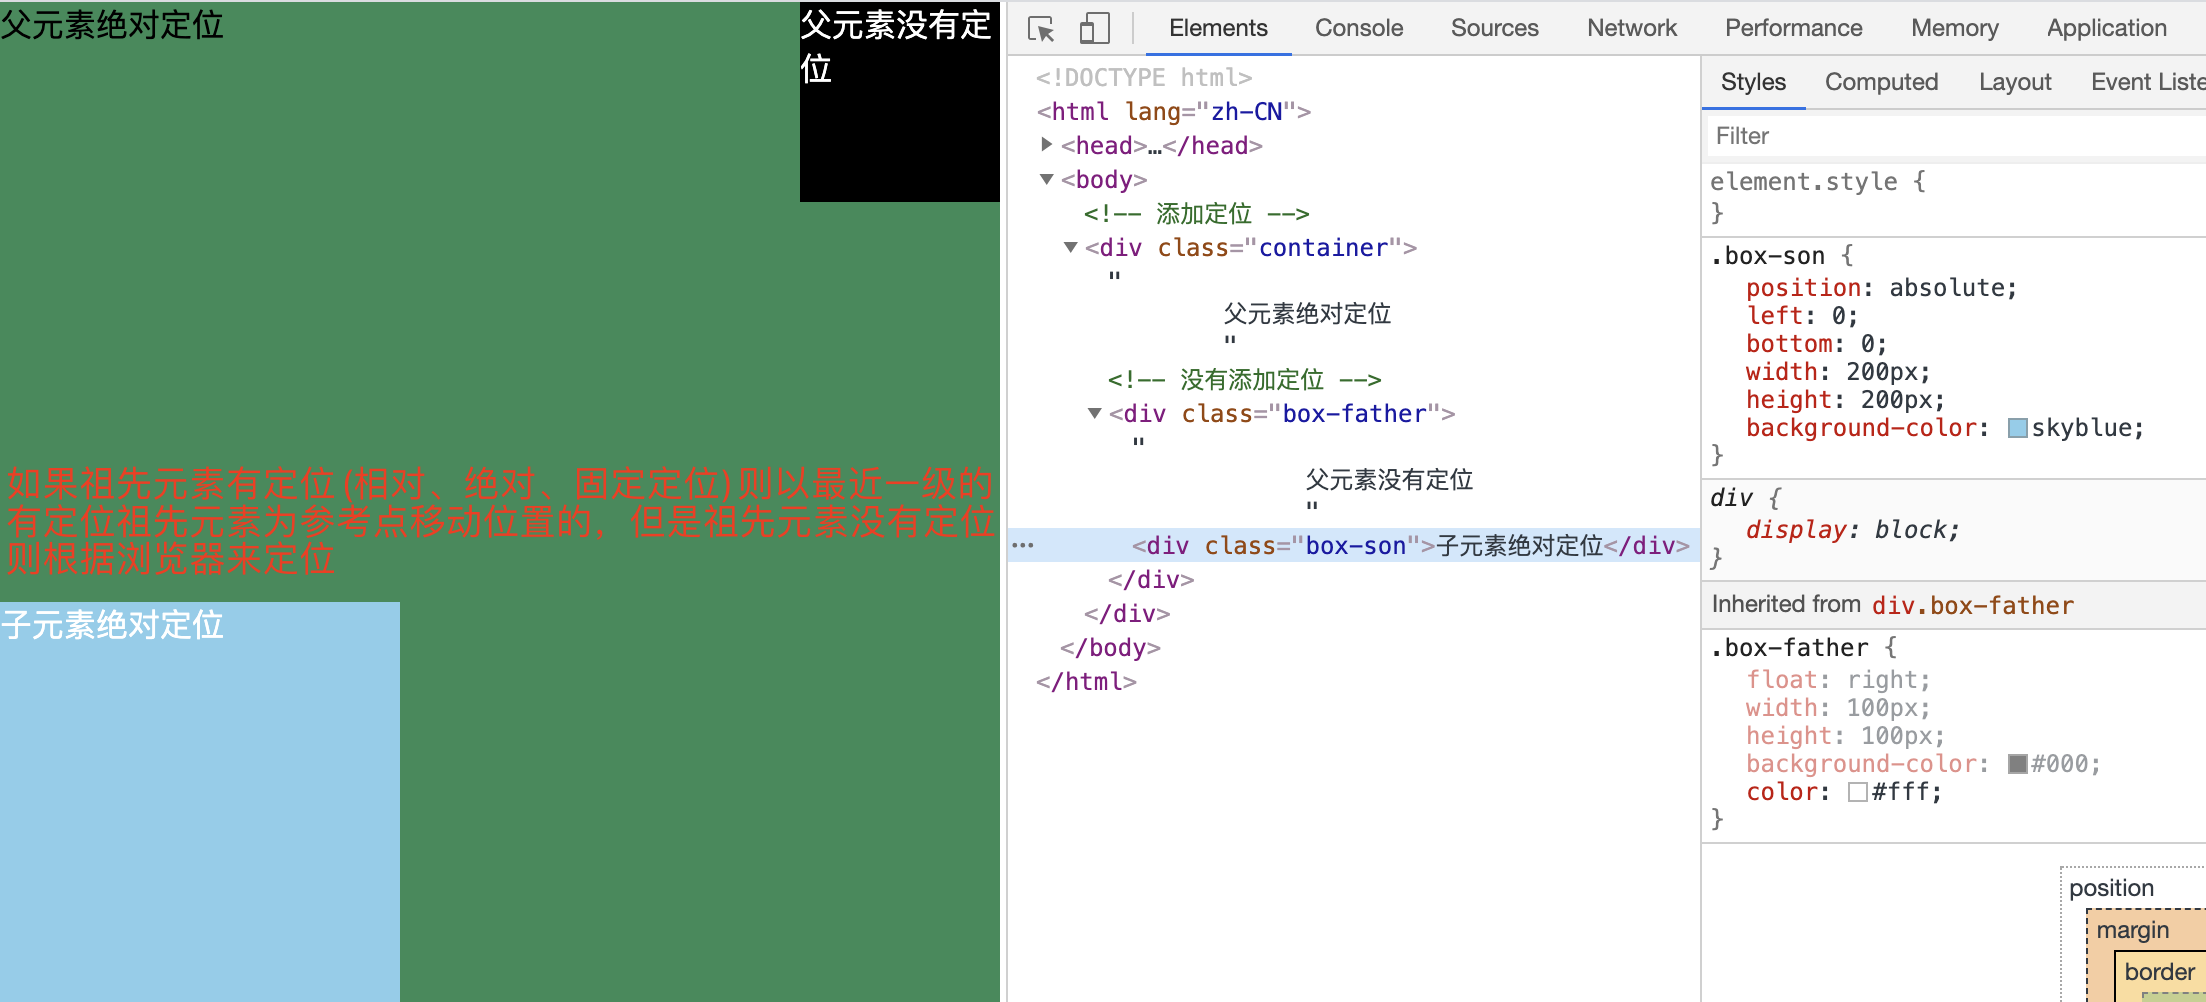 父元素绝对定位
父元素没有定
位
如果祖先元素有定位(相对、绝对、固定定位)则以最近一级的
有定位祖先元素为参考点移动位置的，但是祖先元素没有定位
则根据浏览器来定位
子元素绝对定位
Elements Console Sources Network Performance Memory Application
<!DOCTYPE html>
<html lang="zh-CN">
<head>…</head>
<body>
<!-- 添加定位 -->
<div class="container">
"
父元素绝对定位
"
<!-- 没有添加定位 -->
<div class="box-father">
"
父元素没有定位
"
<div class="box-son">子元素绝对定位</div>
</div>
</div>
</body>
</html>
Styles Computed Layout Event Liste
Filter
element.style {
}
.box-son {
position: absolute;
left: 0;
bottom: 0;
width: 200px;
height: 200px;
background-color: skyblue;
}
div {
display: block;
}
Inherited from div.box-father
.box-father {
float: right;
width: 100px;
height: 100px;
background-color: #000;
color: #fff;
}
position
margin
border